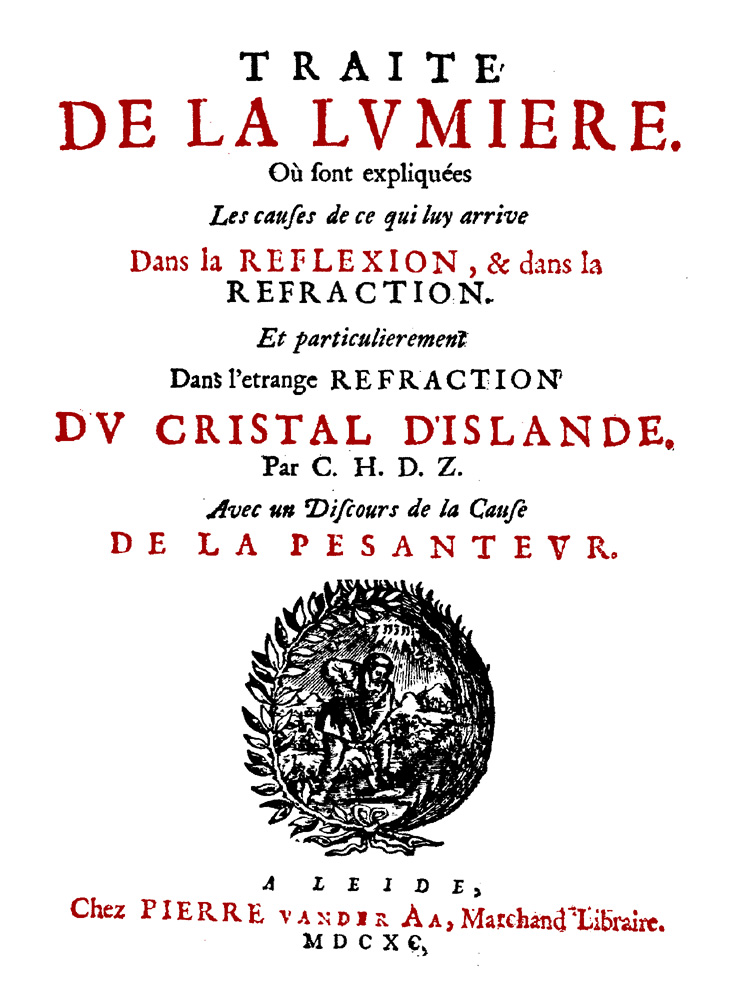 TRAITE
DE LA LVMIERE.
Où ſont expliquées
Les cauſes de ce qui luy arrive
Dans la REFLEXION, & dans la
REFRACTION.
Et particulierement
Dans l'etrange REFRACTION
DV CRISTAL D'ISLANDE.
Par C. H. D. Z.
Avec un Diſcours de la Cauſe
DE LA PESANTEVR.
A LEIDE,
Chez PIERRE VANDER AA, Marchand Libraire.
MDCXC,